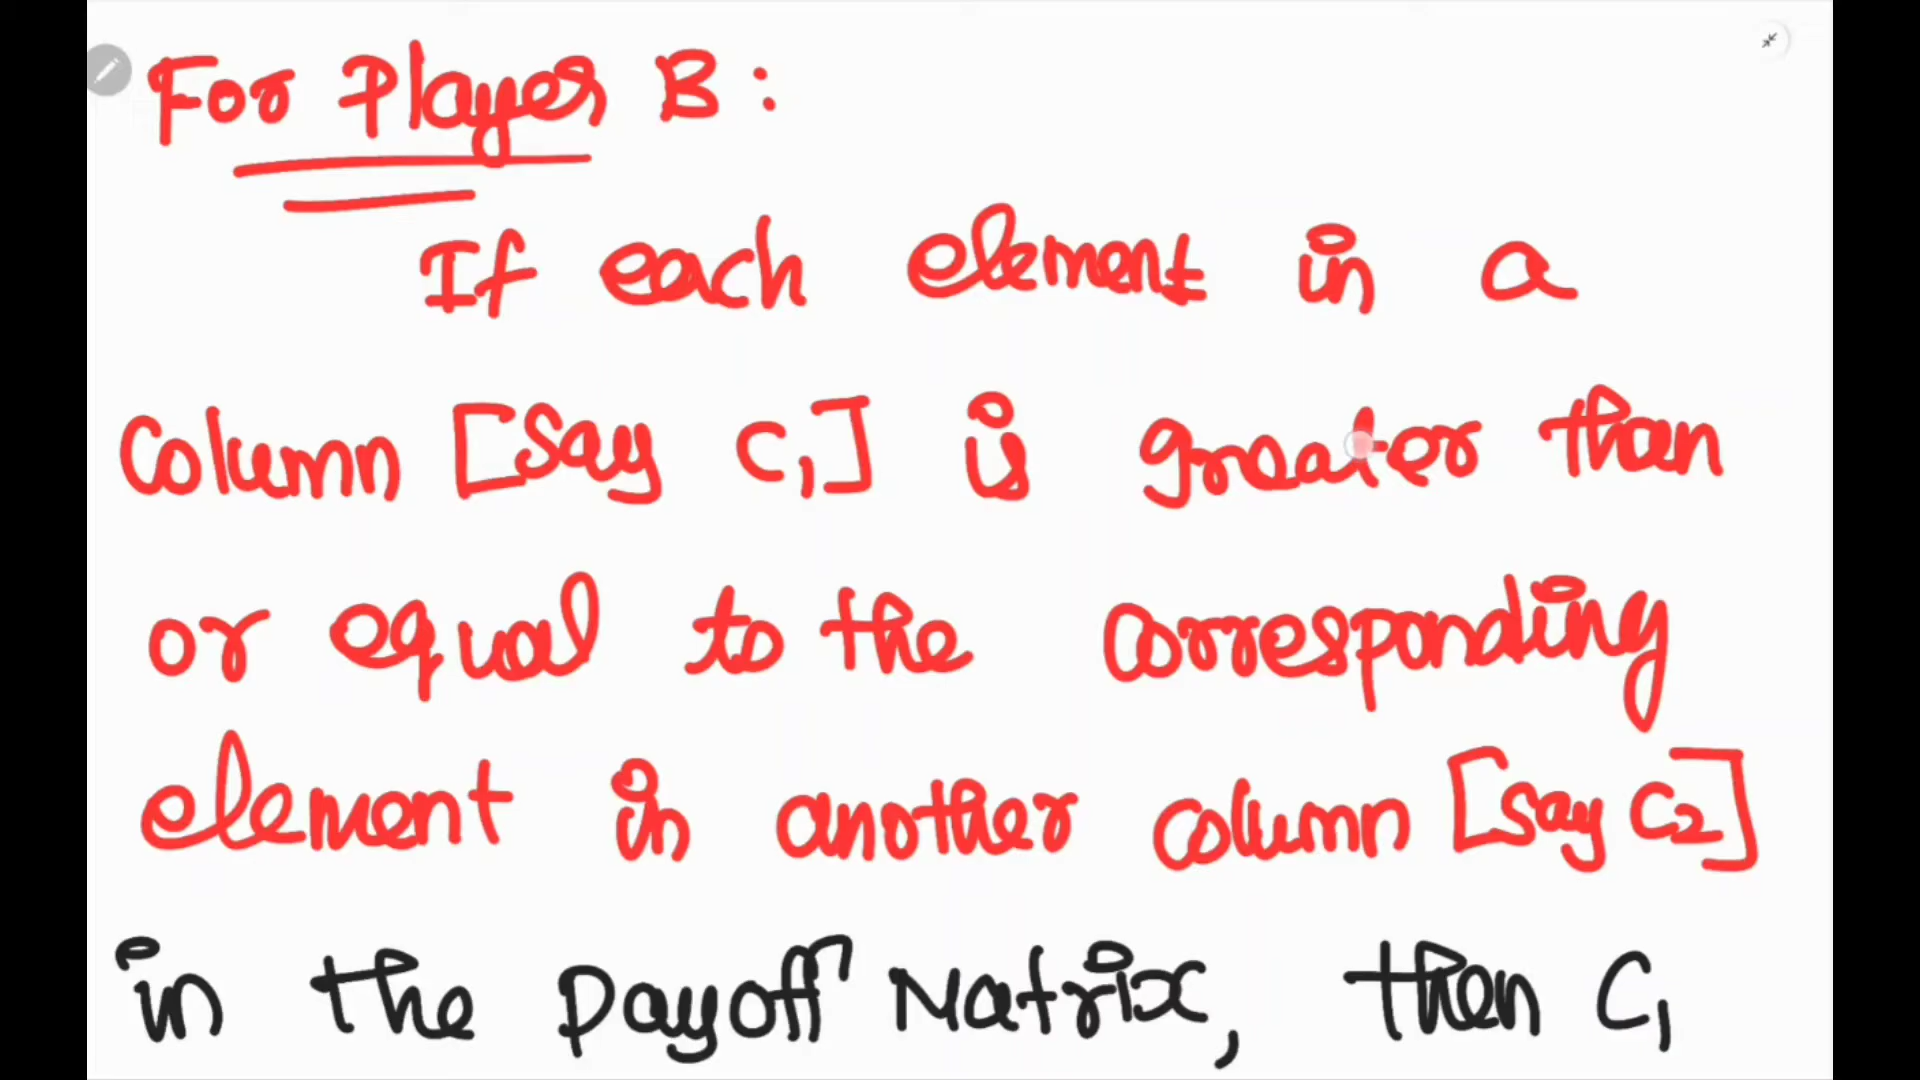 For Player B :
If each element in a
Column [Say C₁] is greater than
or equal to the corresponding
element in another column [say C2]
in the Payoff Matrix, then C₁